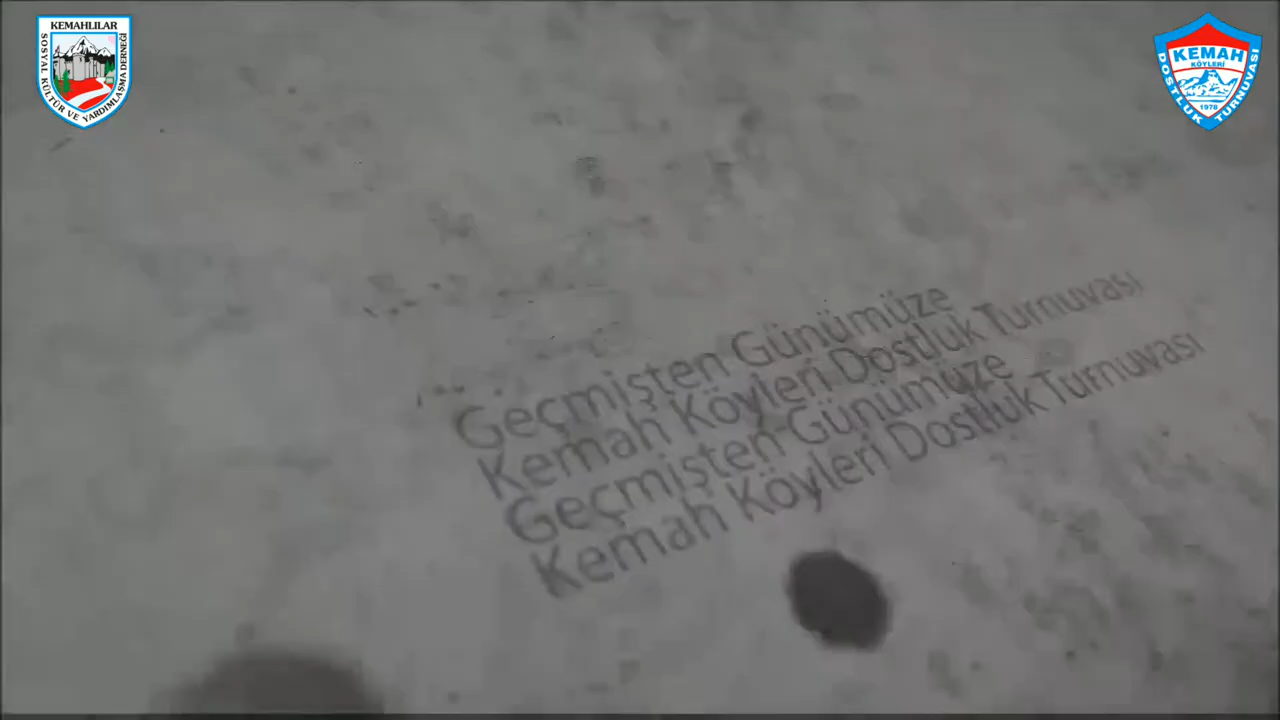 KEMAHLILAR
SOSYAL KÜLTÜR VE YARDIMLAŞMA DERNEĞİ
KEMAH
KÖYLERİ
DOSTLUK TURNUVASI
1978
Geçmişten Günümüze
Kemah Köyleri Dostluk Turnuvası
Geçmişten Günümüze
Kemah Köyleri Dostluk Turnuvası